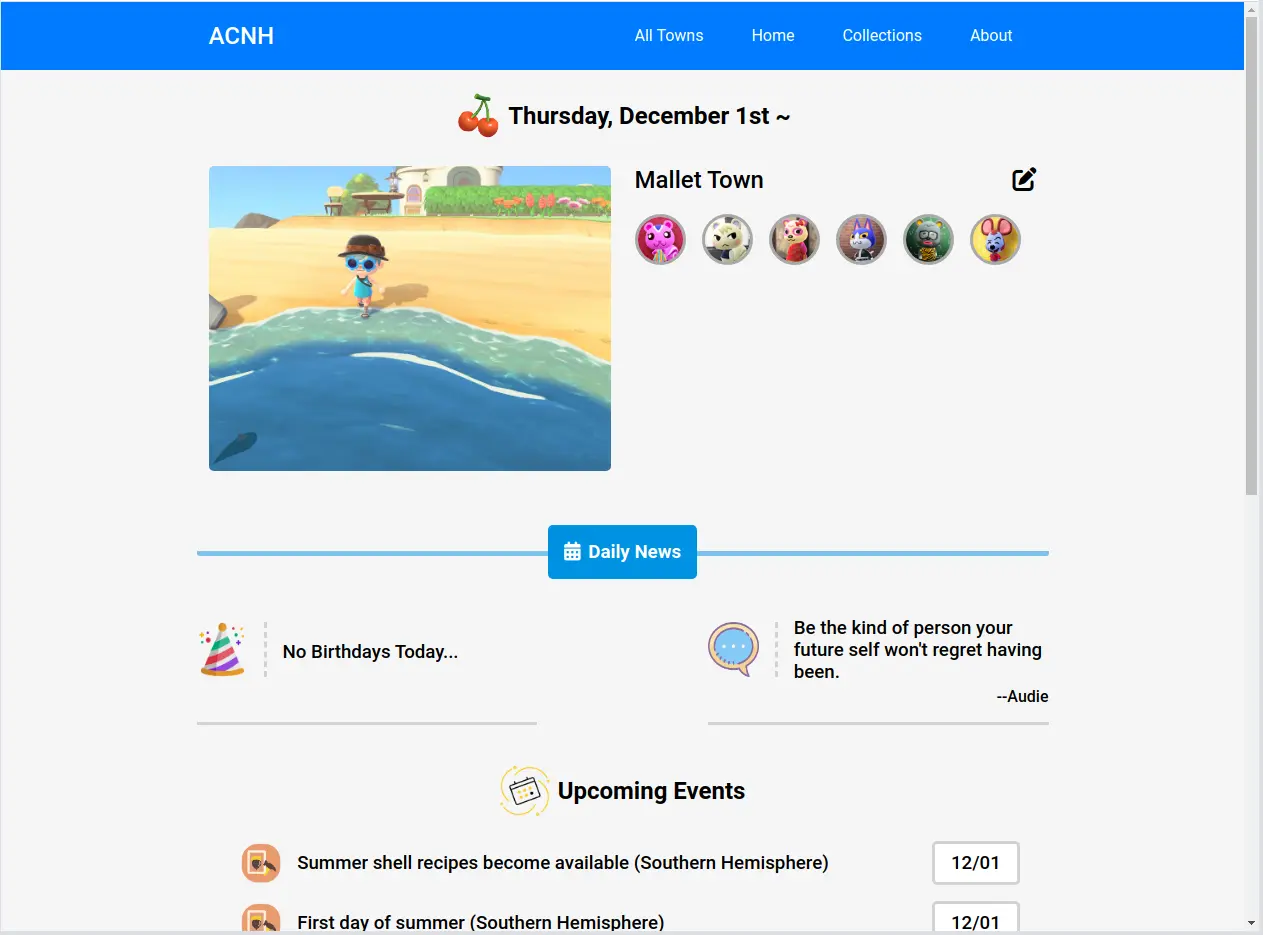 ACNH
All Towns
Home
Collections
About
Thursday, December 1st ~
Mallet Town
Daily News
No Birthdays Today...
Be the kind of person your
future self won't regret having
been.
--Audie
Upcoming Events
Summer shell recipes become available (Southern Hemisphere)
12/01
First day of summer (Southern Hemisphere)
12/01